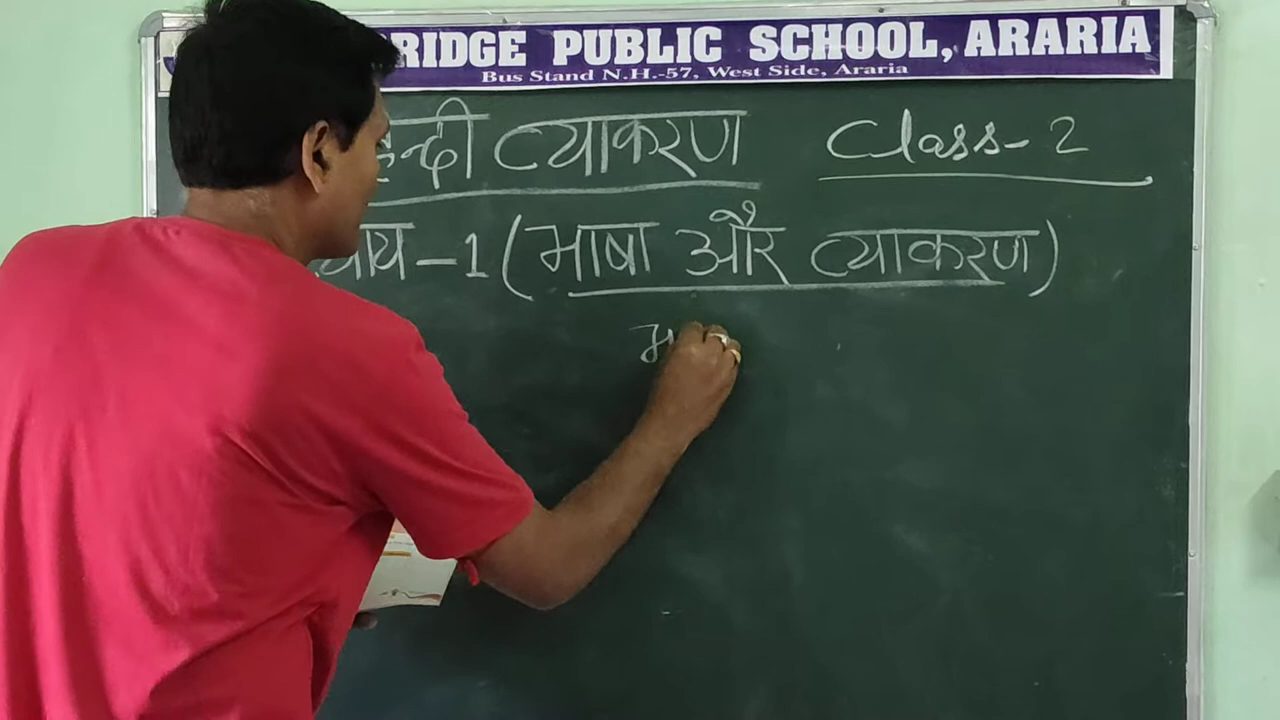 RIDGE PUBLIC SCHOOL, ARARIA
Bus Stand N.H.-57, West Side, Araria
हिन्दी व्याकरण Class-2
-1 (भाषा और व्याकरण)